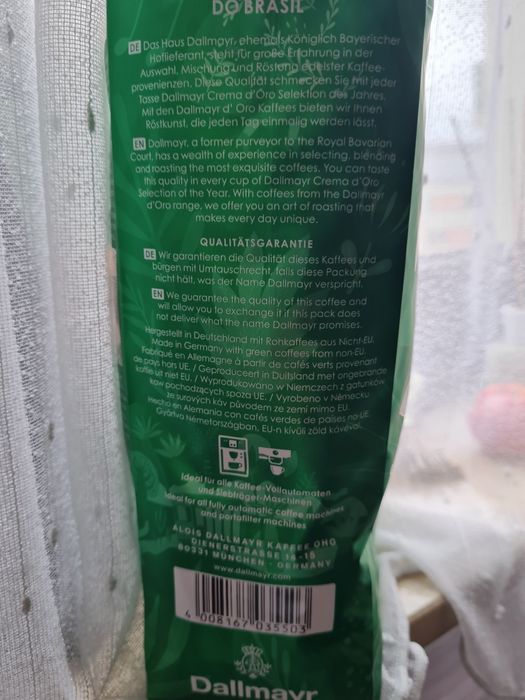 DO BRASIL
DE Das Haus Dallmayr, ehemals Königlich Bayerischer
Hoflieferant, steht für große Erfahrung in der
Auswahl, Mischung und Röstung edelster Kaffee-
provenienzen. Diese Qualität schmecken Sie mit jeder
Tasse Dallmayr Crema d'Oro Selektion des Jahres.
Mit den Dallmayr d' Oro Kaffees bieten wir Ihnen
Röstkunst, die jeden Tag einmalig werden lässt.
EN Dallmayr, a former purveyor to the Royal Bavarian
Court, has a wealth of experience in selecting, blending
and roasting the most exquisite coffees. You can taste
this quality in every cup of Dallmayr Crema d'Oro
Selection of the Year. With coffees from the Dallmayr
d'Oro range, we offer you an art of roasting that
makes every day unique.
QUALITÄTSGARANTIE
DE Wir garantieren die Qualität dieses Kaffees und
bürgen mit Umtauschrecht, falls diese Packung
nicht hält, was der Name Dallmayr verspricht.
EN We guarantee the quality of this coffee and
will allow you to exchange it if this pack does
not deliver what the name Dallmayr promises.
Hergestellt in Deutschland mit Rohkaffees aus Nicht-EU.
Made in Germany with green coffees from non-EU.
Fabriqué en Allemagne à partir de cafés verts provenant
de pays hors UE. / Geproduceerd in Duitsland met ongebrande
koffie uit niet EU. / Wyprodukowano w Niemczech z gatunków
kaw pochodzących spoza UE. / Vyrobeno v Německu
ze surových káv původem ze zemí mimo EU.
Hecho en Alemania con cafés verdes de países no-UE.
Gyártva Németországban, EU-n kívüli zöld kávéval.
Ideal für alle Kaffee-Vollautomaten
und Siebträger-Maschinen
Ideal for all fully automatic coffee machines
and portafilter machines
ALOIS DALLMAYR KAFFEE OHG
DIENERSTRASSE 14-15
80331 MÜNCHEN · GERMANY
www.dallmayr.com
4 008167 035503
Dallmayr